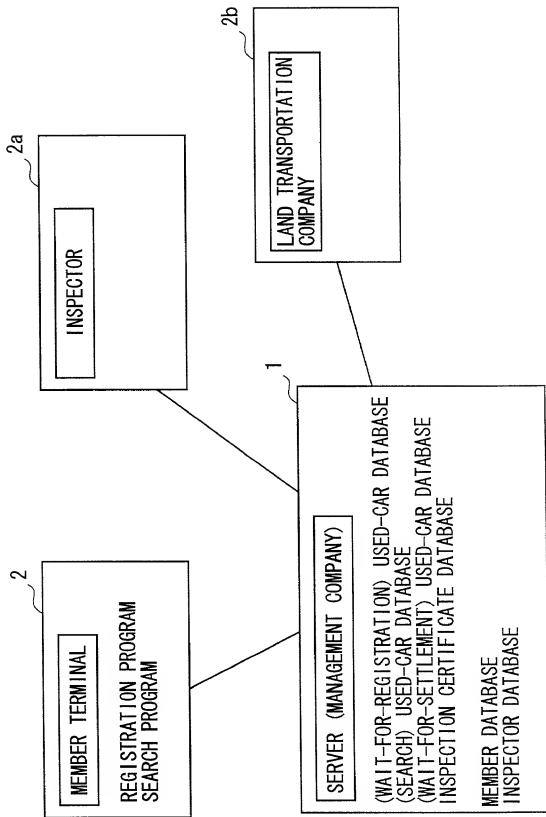 2
MEMBER TERMINAL
REGISTRATION PROGRAM
SEARCH PROGRAM
2a
INSPECTOR
2b
LAND TRANSPORTATION
COMPANY
1
SERVER (MANAGEMENT COMPANY)
(WAIT-FOR-REGISTRATION) USED-CAR DATABASE
(SEARCH) USED-CAR DATABASE
(WAIT-FOR-SETTLEMENT) USED-CAR DATABASE
INSPECTION CERTIFICATE DATABASE
MEMBER DATABASE
INSPECTOR DATABASE